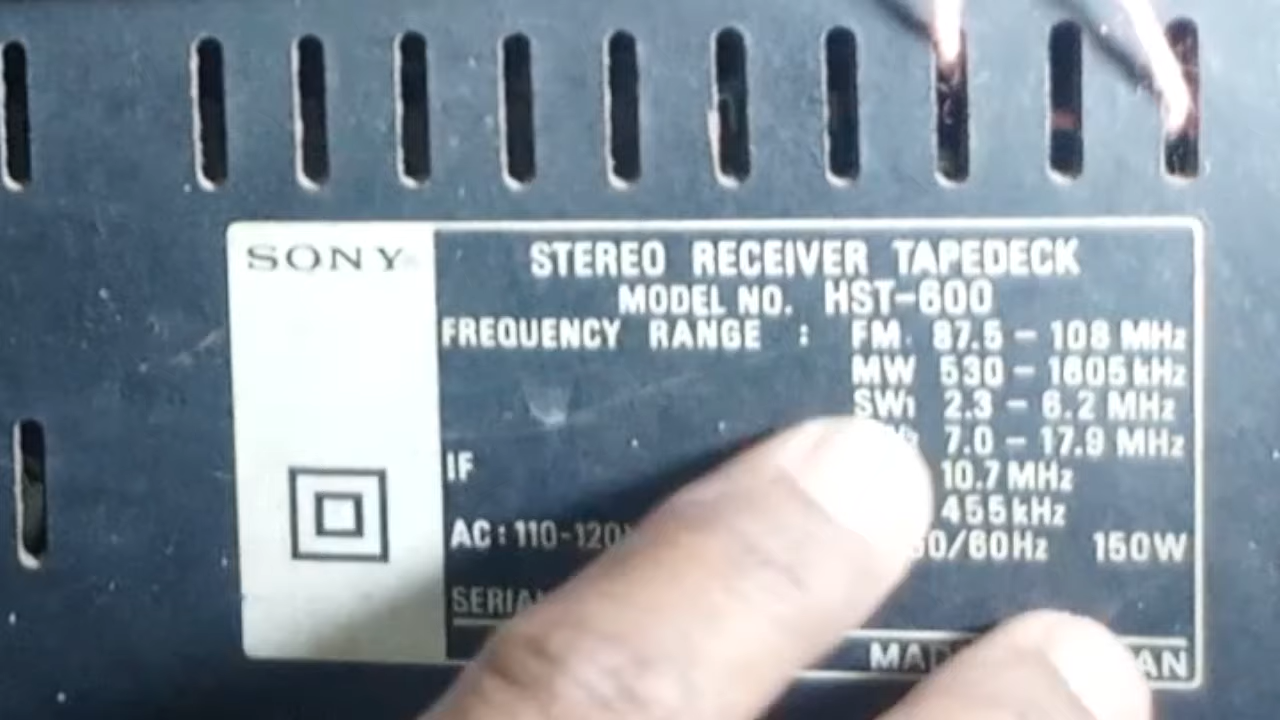 SONY
STEREO RECEIVER TAPEDECK
MODEL NO. HST-600
FREQUENCY RANGE : FM 87.5 – 108 MHz
MW 530 – 1605 kHz
SW1 2.3 – 6.2 MHz
7.0 – 17.9 MHz
IF 10.7 MHz
455 kHz
AC : 110-120 /60Hz 150W